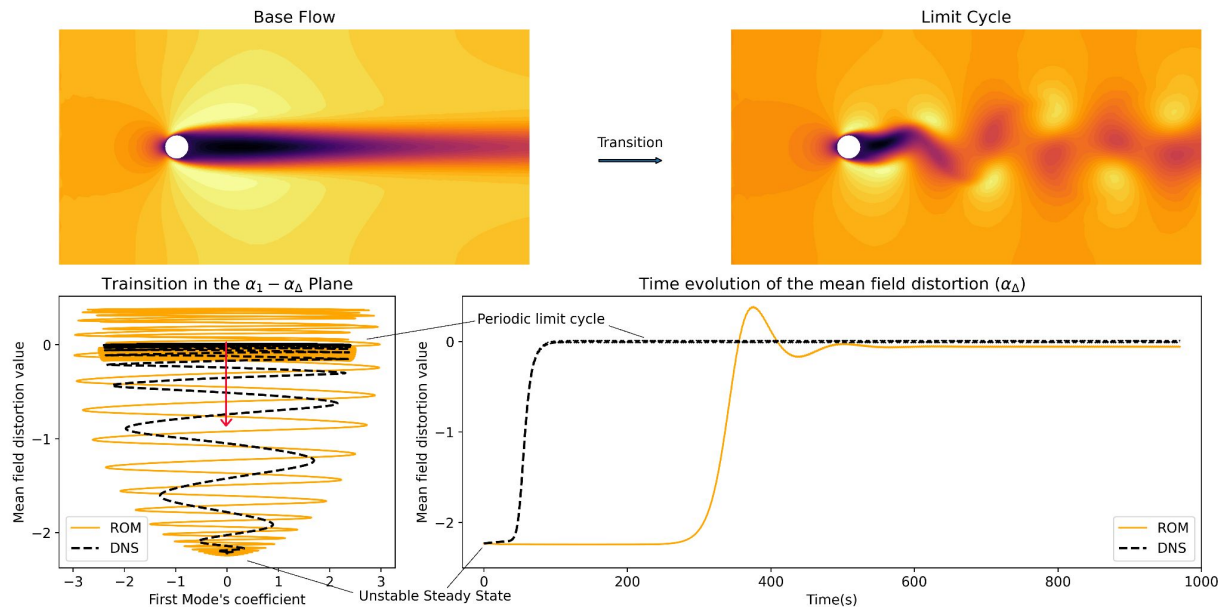 Base Flow
Limit Cycle
Transition
Trainsition in the α₁ − α_Δ Plane
Time evolution of the mean field distortion (α_Δ)
Mean field distortion value
0
−1
−2
ROM
DNS
−3
−2
−1
0
1
2
3
First Mode's coefficient
Periodic limit cycle
Unstable Steady State
Mean field distortion value
0
−1
−2
ROM
DNS
0
200
400
600
800
1000
Time(s)